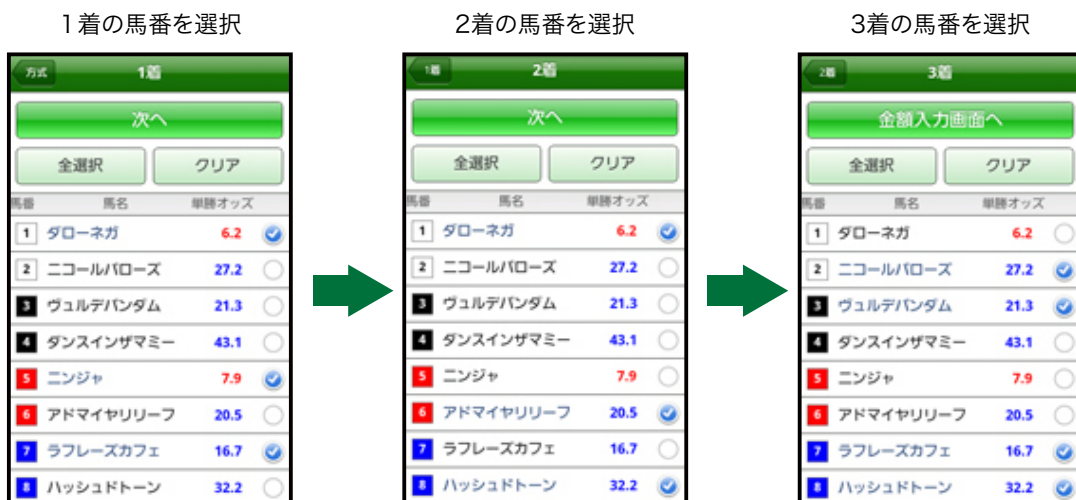 1着の馬番を選択
方式 1着
次へ
全選択 クリア
馬番 馬名 単勝オッズ
1 ダローネガ 6.2
2 ニコールバローズ 27.2
3 ヴュルデバンダム 21.3
4 ダンスインザマミー 43.1
5 ニンジャ 7.9
6 アドマイヤリリーフ 20.5
7 ラフレーズカフェ 16.7
8 ハッシュドトーン 32.2
2着の馬番を選択
1着 2着
次へ
全選択 クリア
馬番 馬名 単勝オッズ
1 ダローネガ 6.2
2 ニコールバローズ 27.2
3 ヴュルデバンダム 21.3
4 ダンスインザマミー 43.1
5 ニンジャ 7.9
6 アドマイヤリリーフ 20.5
7 ラフレーズカフェ 16.7
8 ハッシュドトーン 32.2
3着の馬番を選択
2着 3着
金額入力画面へ
全選択 クリア
馬番 馬名 単勝オッズ
1 ダローネガ 6.2
2 ニコールバローズ 27.2
3 ヴュルデバンダム 21.3
4 ダンスインザマミー 43.1
5 ニンジャ 7.9
6 アドマイヤリリーフ 20.5
7 ラフレーズカフェ 16.7
8 ハッシュドトーン 32.2